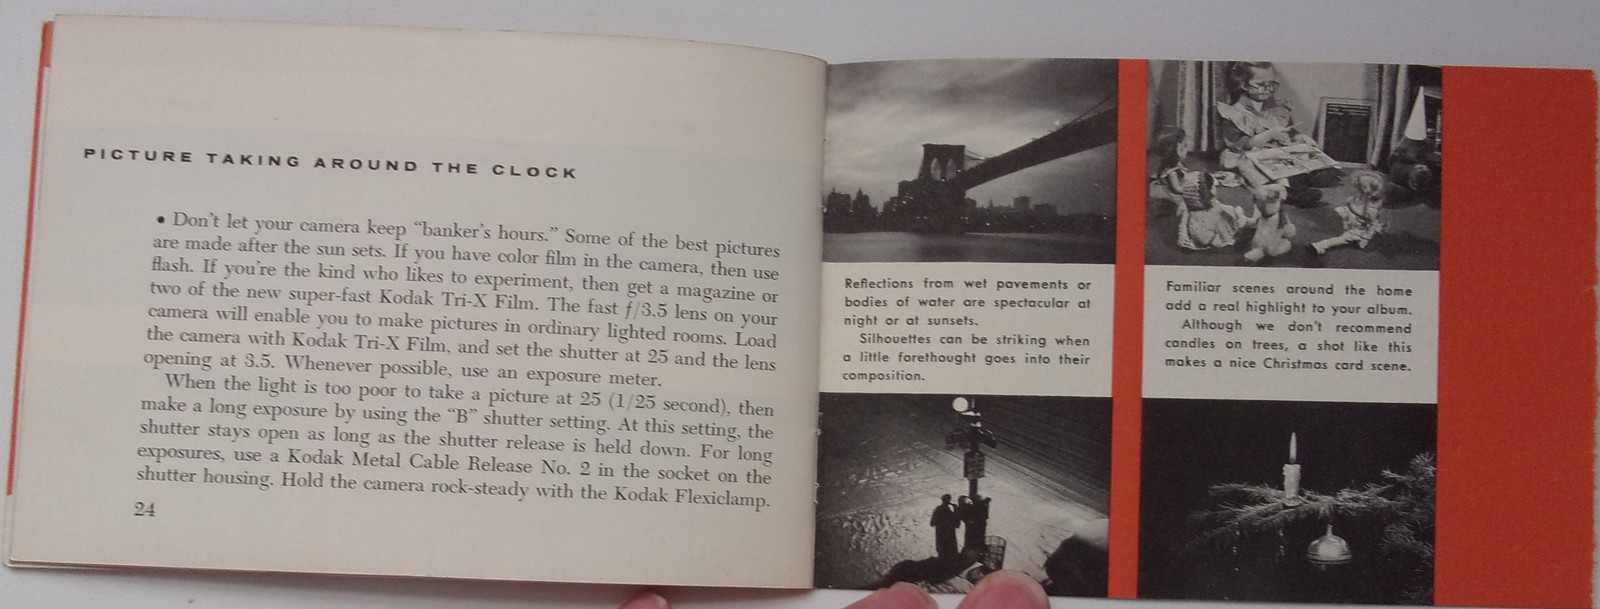 PICTURE TAKING AROUND THE CLOCK
• Don't let your camera keep "banker's hours." Some of the best pictures
are made after the sun sets. If you have color film in the camera, then use
flash. If you're the kind who likes to experiment, then get a magazine or
two of the new super-fast Kodak Tri-X Film. The fast f/3.5 lens on your
camera will enable you to make pictures in ordinary lighted rooms. Load
the camera with Kodak Tri-X Film, and set the shutter at 25 and the lens
opening at 3.5. Whenever possible, use an exposure meter.
When the light is too poor to take a picture at 25 (1/25 second), then
make a long exposure by using the "B" shutter setting. At this setting, the
shutter stays open as long as the shutter release is held down. For long
exposures, use a Kodak Metal Cable Release No. 2 in the socket on the
shutter housing. Hold the camera rock-steady with the Kodak Flexiclamp.
24
Reflections from wet pavements or
bodies of water are spectacular at
night or at sunsets.
Silhouettes can be striking when
a little forethought goes into their
composition.
Familiar scenes around the home
add a real highlight to your album.
Although we don't recommend
candles on trees, a shot like this
makes a nice Christmas card scene.